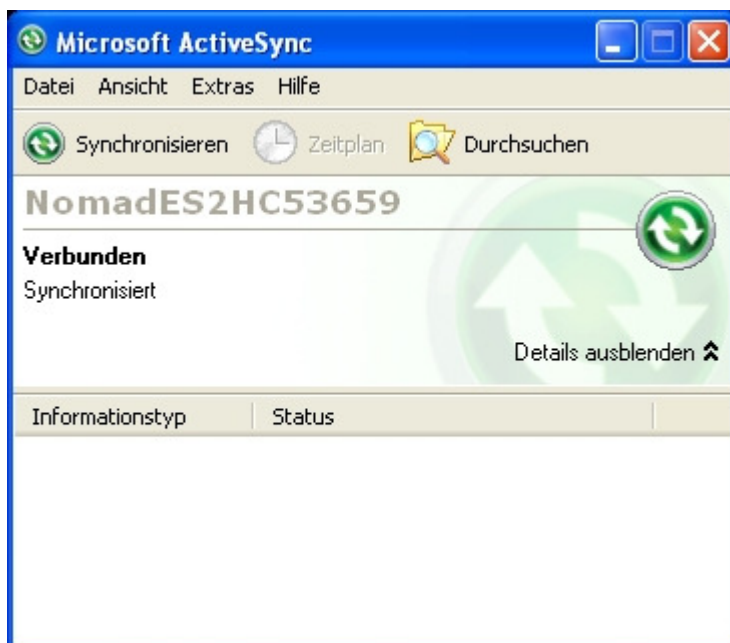 Microsoft ActiveSync
Datei Ansicht Extras Hilfe
Synchronisieren Zeitplan Durchsuchen
NomadES2HC53659
Verbunden
Synchronisiert
Details ausblenden
Informationstyp Status